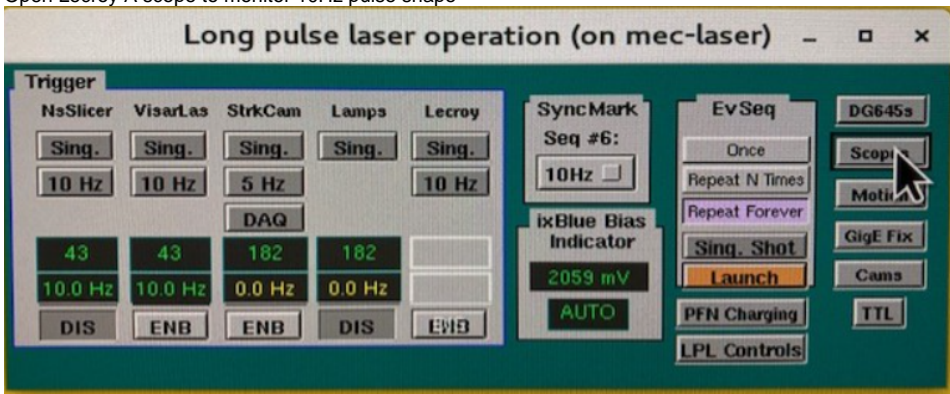 Open Lecroy A scope to monitor 10Hz pulse shape
Long pulse laser operation (on mec-laser)
Trigger
NsSlicer VisarLas StrkCam Lamps Lecroy
Sing. Sing. Sing. Sing. Sing.
10 Hz 10 Hz 5 Hz 10 Hz
DAQ
43 43 182 182
10.0 Hz 10.0 Hz 0.0 Hz 0.0 Hz
DIS ENB ENB DIS
SyncMark
Seq #6:
10Hz
ixBlue Bias
Indicator
2059 mV
AUTO
EvSeq
Once
Repeat N Times
Repeat Forever
Sing. Shot
Launch
PFN Charging
LPL Controls
DG645s
Scopes
Motion
GigE Fix
Cams
TTL